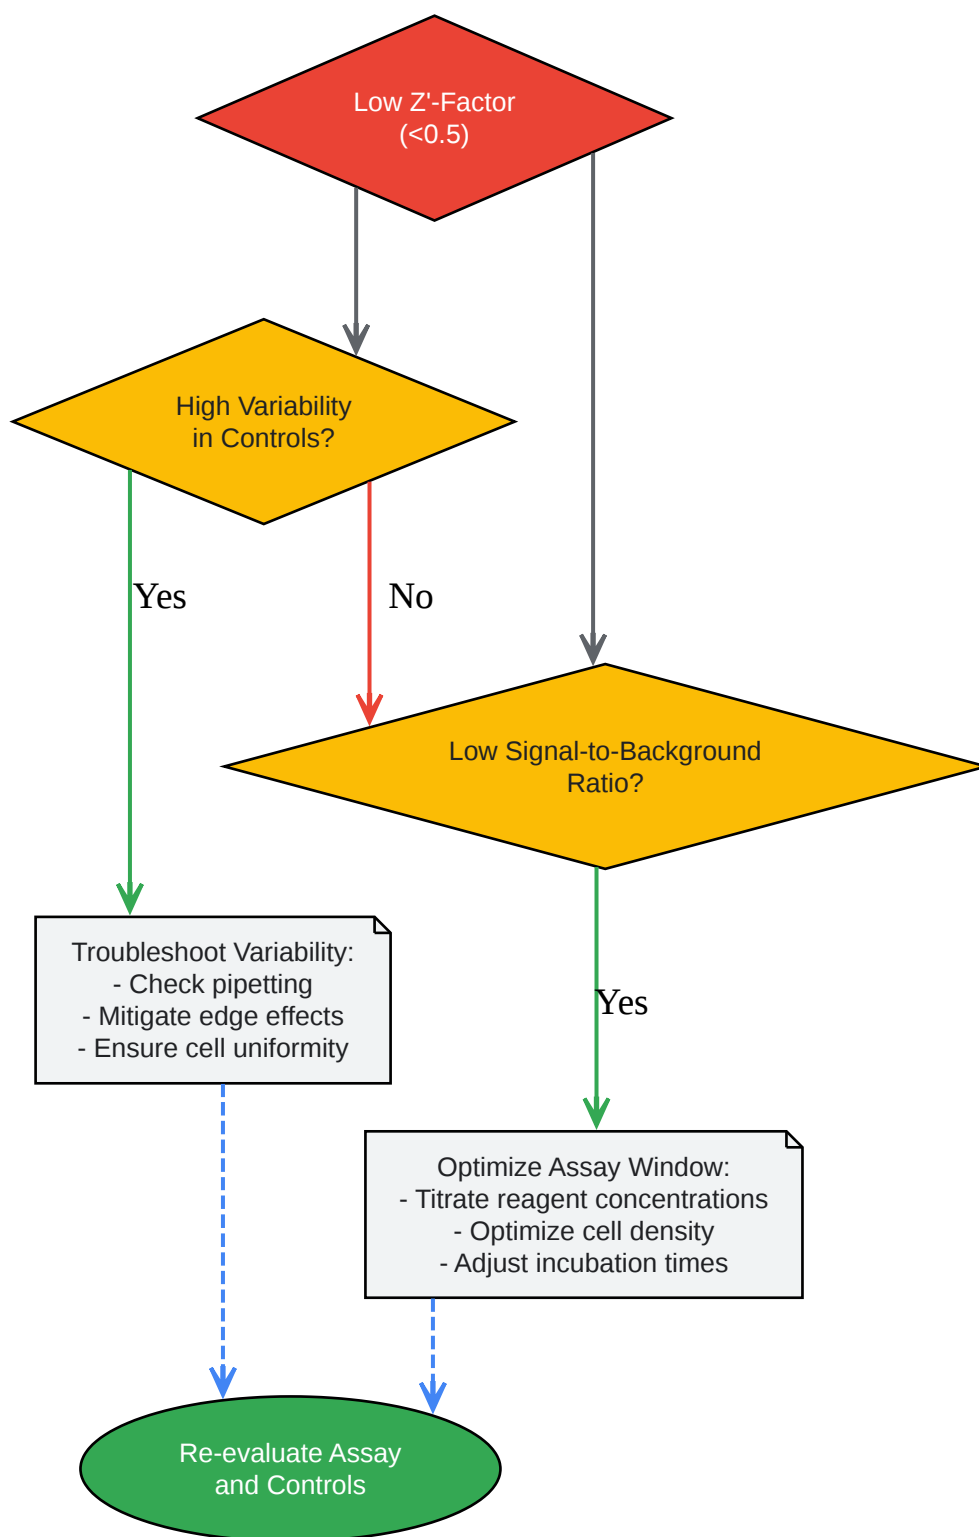 Low Z'-Factor
(<0.5)
High Variability
in Controls?
Yes
No
Low Signal-to-Background
Ratio?
Troubleshoot Variability:
- Check pipetting
- Mitigate edge effects
- Ensure cell uniformity
Yes
Optimize Assay Window:
- Titrate reagent concentrations
- Optimize cell density
- Adjust incubation times
Re-evaluate Assay
and Controls